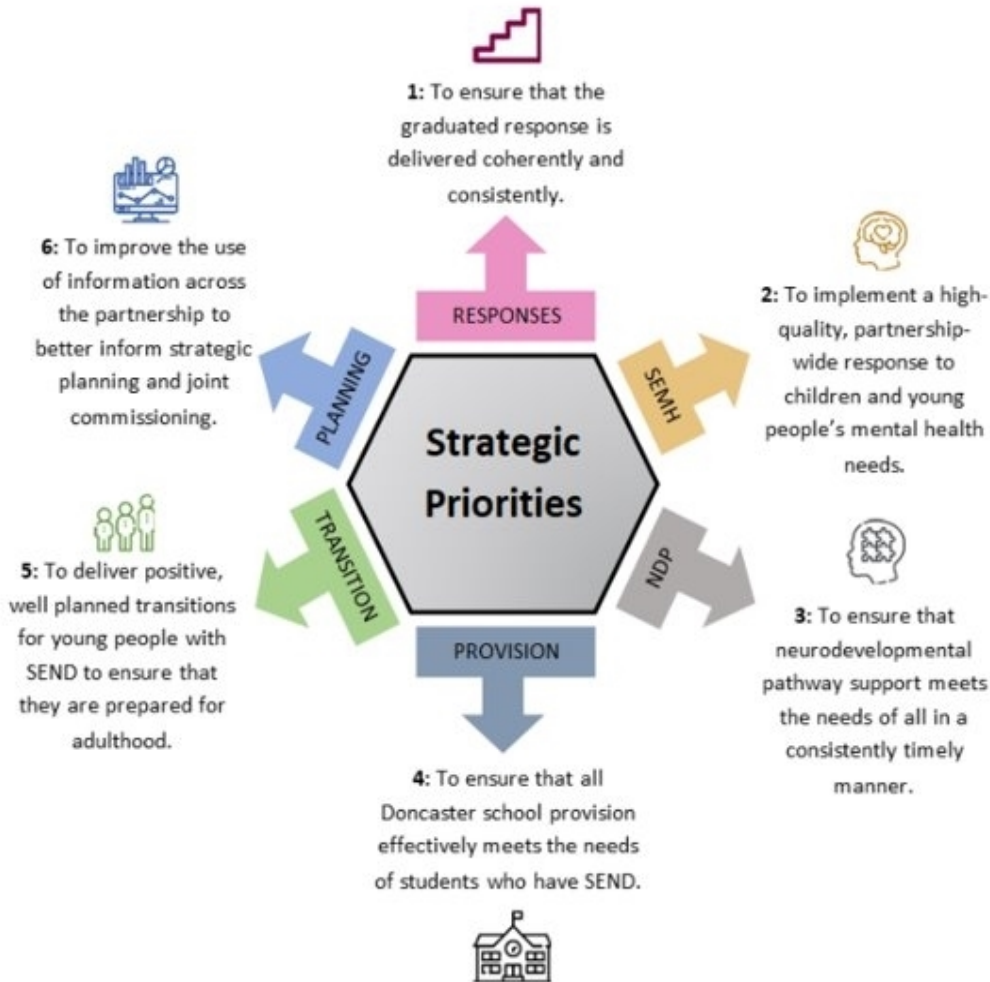 1: To ensure that the
graduated response is
delivered coherently and
consistently.
RESPONSES
2: To implement a high-
quality, partnership-
wide response to
children and young
people's mental health
needs.
SEMH
3: To ensure that
neurodevelopmental
pathway support meets
the needs of all in a
consistently timely
manner.
NDP
4: To ensure that all
Doncaster school provision
effectively meets the needs
of students who have SEND.
PROVISION
5: To deliver positive,
well planned transitions
for young people with
SEND to ensure that
they are prepared for
adulthood.
TRANSITION
6: To improve the use
of information across
the partnership to
better inform strategic
planning and joint
commissioning.
PLANNING
Strategic
Priorities